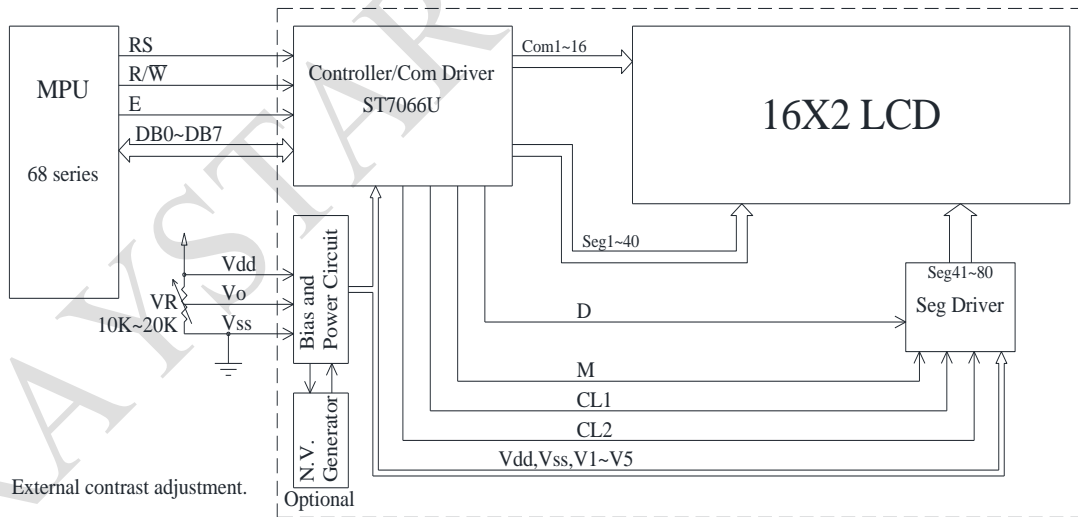 RS
R/W̅
E
DB0~DB7
MPU
68 series
Controller/Com Driver
ST7066U
Com1~16
16X2 LCD
Seg1~40
Seg41~80
Seg Driver
Vdd
Vo
Vss
VR
10K~20K
Bias and
Power Circuit
D
M
CL1
CL2
Vdd,Vss,V1~V5
N.V.
Generator
Optional
External contrast adjustment.
AYSTAR